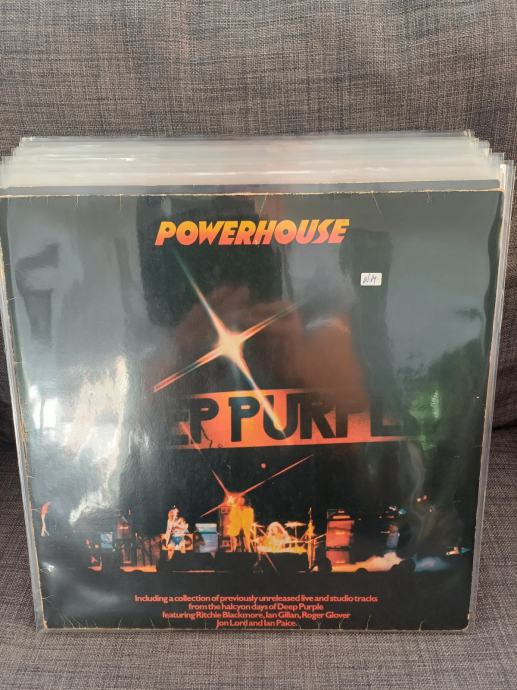 POWERHOUSE
EP PURPLE
Including a collection of previously unreleased live and studio tracks
from the halcyon days of Deep Purple
featuring Ritchie Blackmore, Ian Gillan, Roger Glover
Jon Lord and Ian Paice.